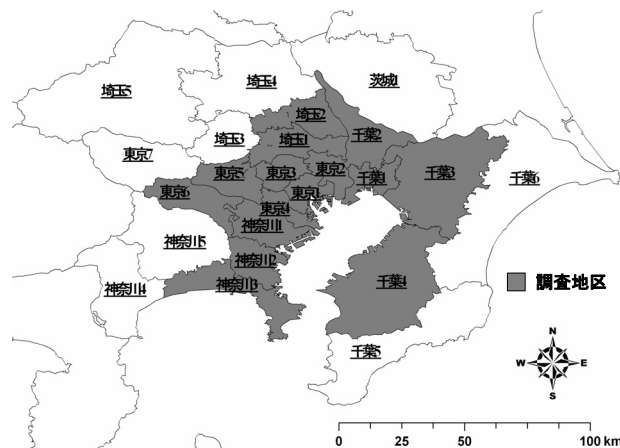 埼玉5
埼玉4
茨城1
埼玉2
埼玉3
埼玉1
千葉2
東京7
東京5
東京3
東京2
千葉1
千葉3
千葉6
東京6
東京1
東京4
神奈川1
神奈川5
神奈川2
神奈川4
神奈川3
千葉4
調査地区
千葉5
N
W
E
S
0
25
50
100 km